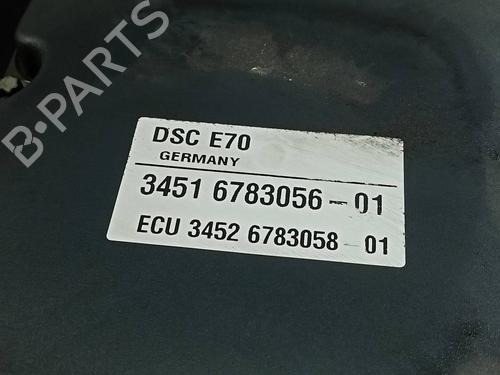 B-PARTS
DSC E70
GERMANY
3451 6783056-01
ECU 3452 6783058 01